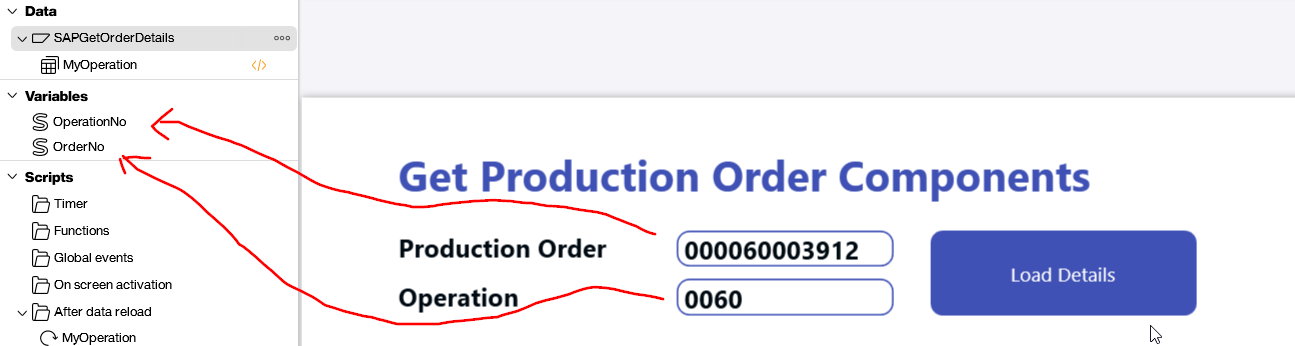 Data
SAPGetOrderDetails
MyOperation
Variables
OperationNo
OrderNo
Scripts
Timer
Functions
Global events
On screen activation
After data reload
MyOperation
Get Production Order Components
Production Order 000060003912
Operation 0060
Load Details